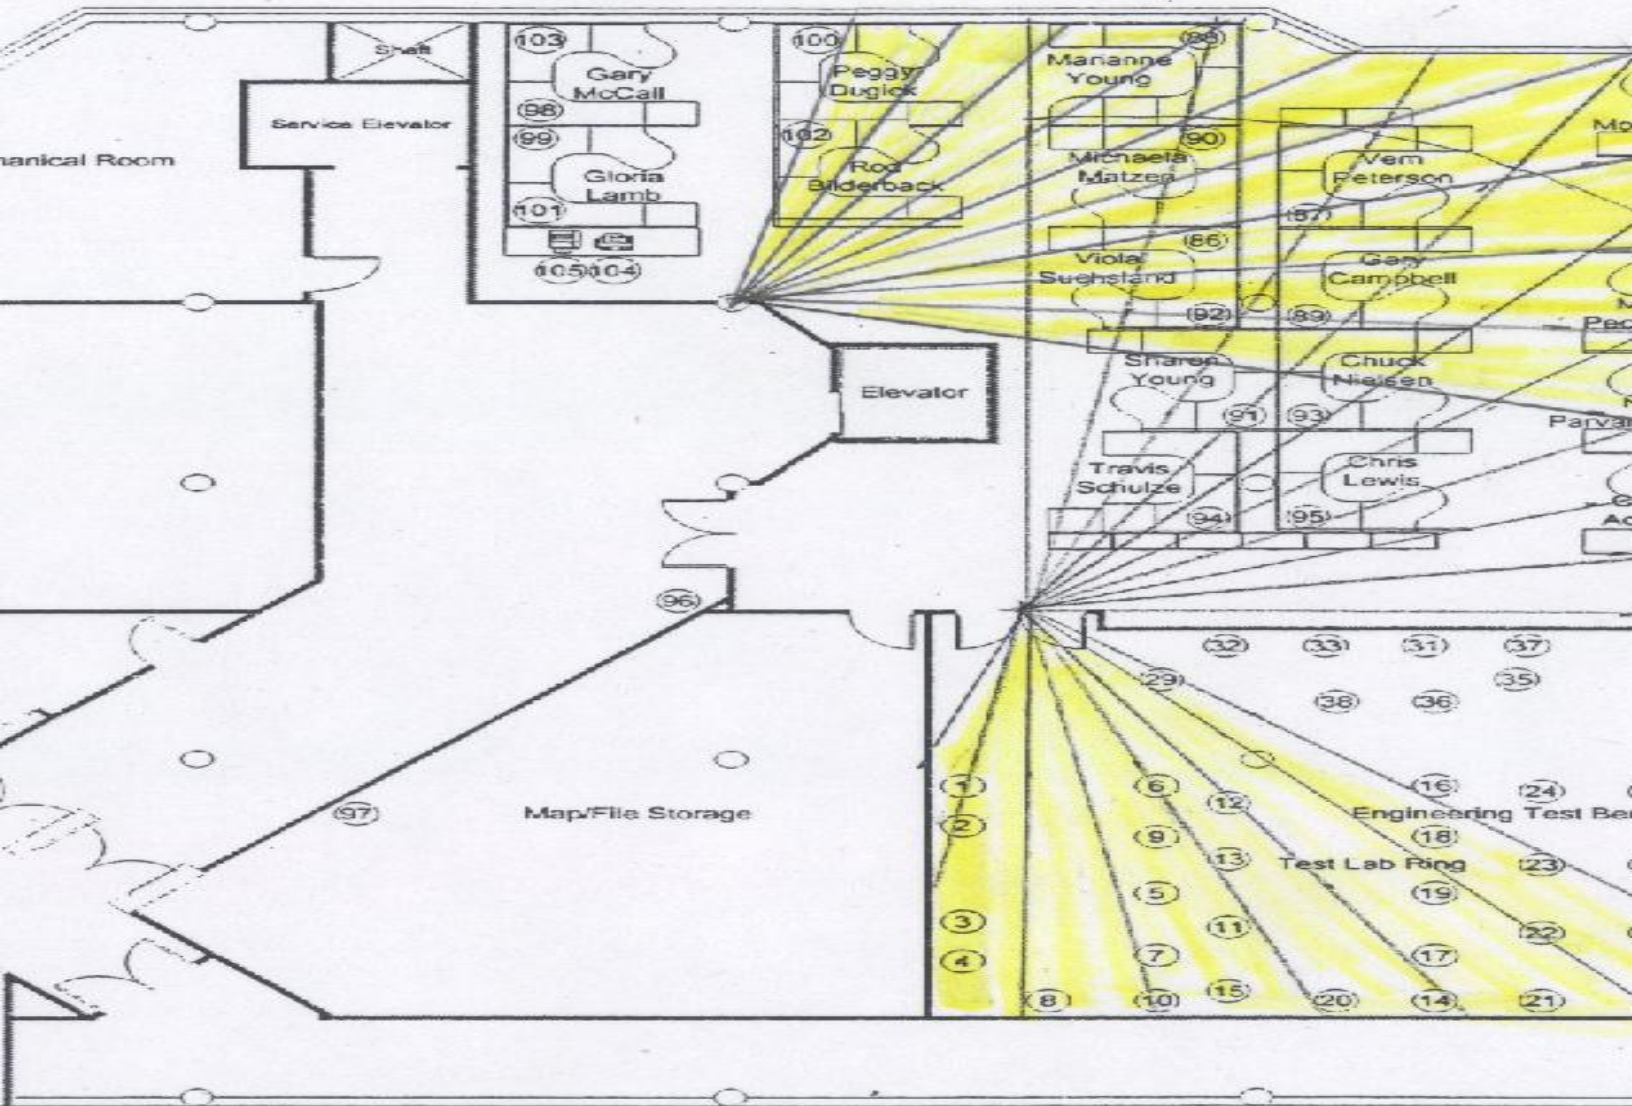 Shaft
(103)
Gary
McCall
(98)
Service Elevator
(99)
Gloria
Lamb
(101)
(105)
(104)
(100)
Peggy
Dugick
(102)
Rod
Bilderback
(88)
Marianne
Young
(90)
Michaela
Matzen
Vern
Peterson
(87)
(86)
Viola
Suehsland
Gary
Campbell
(92)
(89)
Sharon
Young
Chuck
Nielsen
(91)
(93)
Travis
Schulze
Chris
Lewis
(94)
(95)
Mo
Parvar
anical Room
Elevator
(96)
(97)
Map/File Storage
(32)
(33)
(31)
(37)
(29)
(35)
(38)
(36)
(1)
(6)
(12)
(16)
(24)
Engineering Test Be
(2)
(9)
(18)
(13)
Test Lab Ring
(23)
(5)
(19)
(3)
(11)
(22)
(4)
(7)
(17)
(8)
(10)
(15)
(20)
(14)
(21)